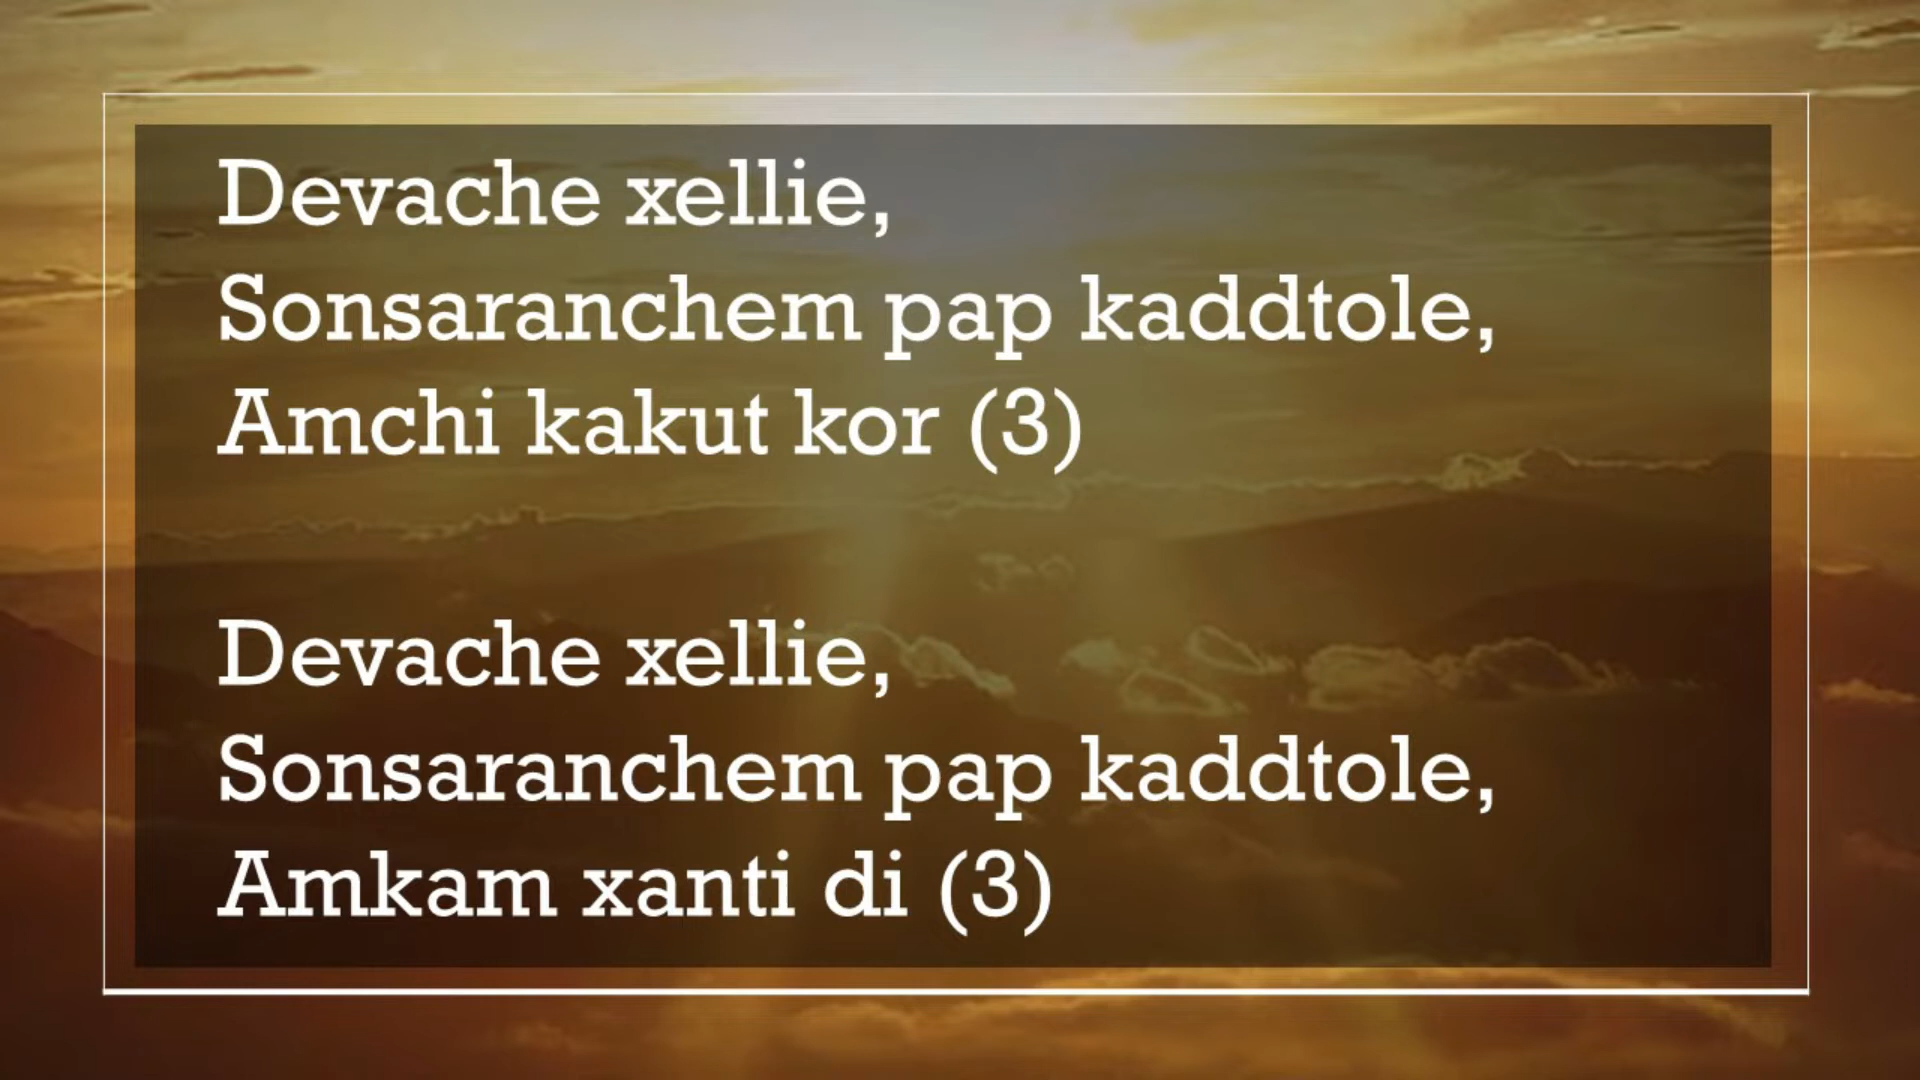 Devache xellie,
Sonsaranchem pap kaddtole,
Amchi kakut kor (3)
Devache xellie,
Sonsaranchem pap kaddtole,
Amkam xanti di (3)